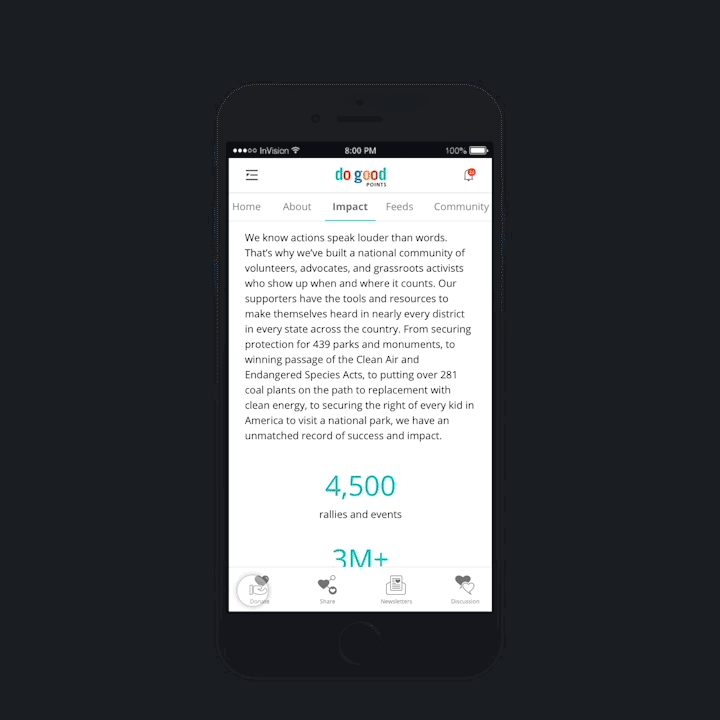 InVision 8:00 PM 100%
do good
POINTS
Home About Impact Feeds Community
We know actions speak louder than words.
That's why we've built a national community of
volunteers, advocates, and grassroots activists
who show up when and where it counts. Our
supporters have the tools and resources to
make themselves heard in nearly every district
in every state across the country. From securing
protection for 439 parks and monuments, to
winning passage of the Clean Air and
Endangered Species Acts, to putting over 281
coal plants on the path to replacement with
clean energy, to securing the right of every kid in
America to visit a national park, we have an
unmatched record of success and impact.
4,500
rallies and events
3M+
Donate Share Newsletters Discussion